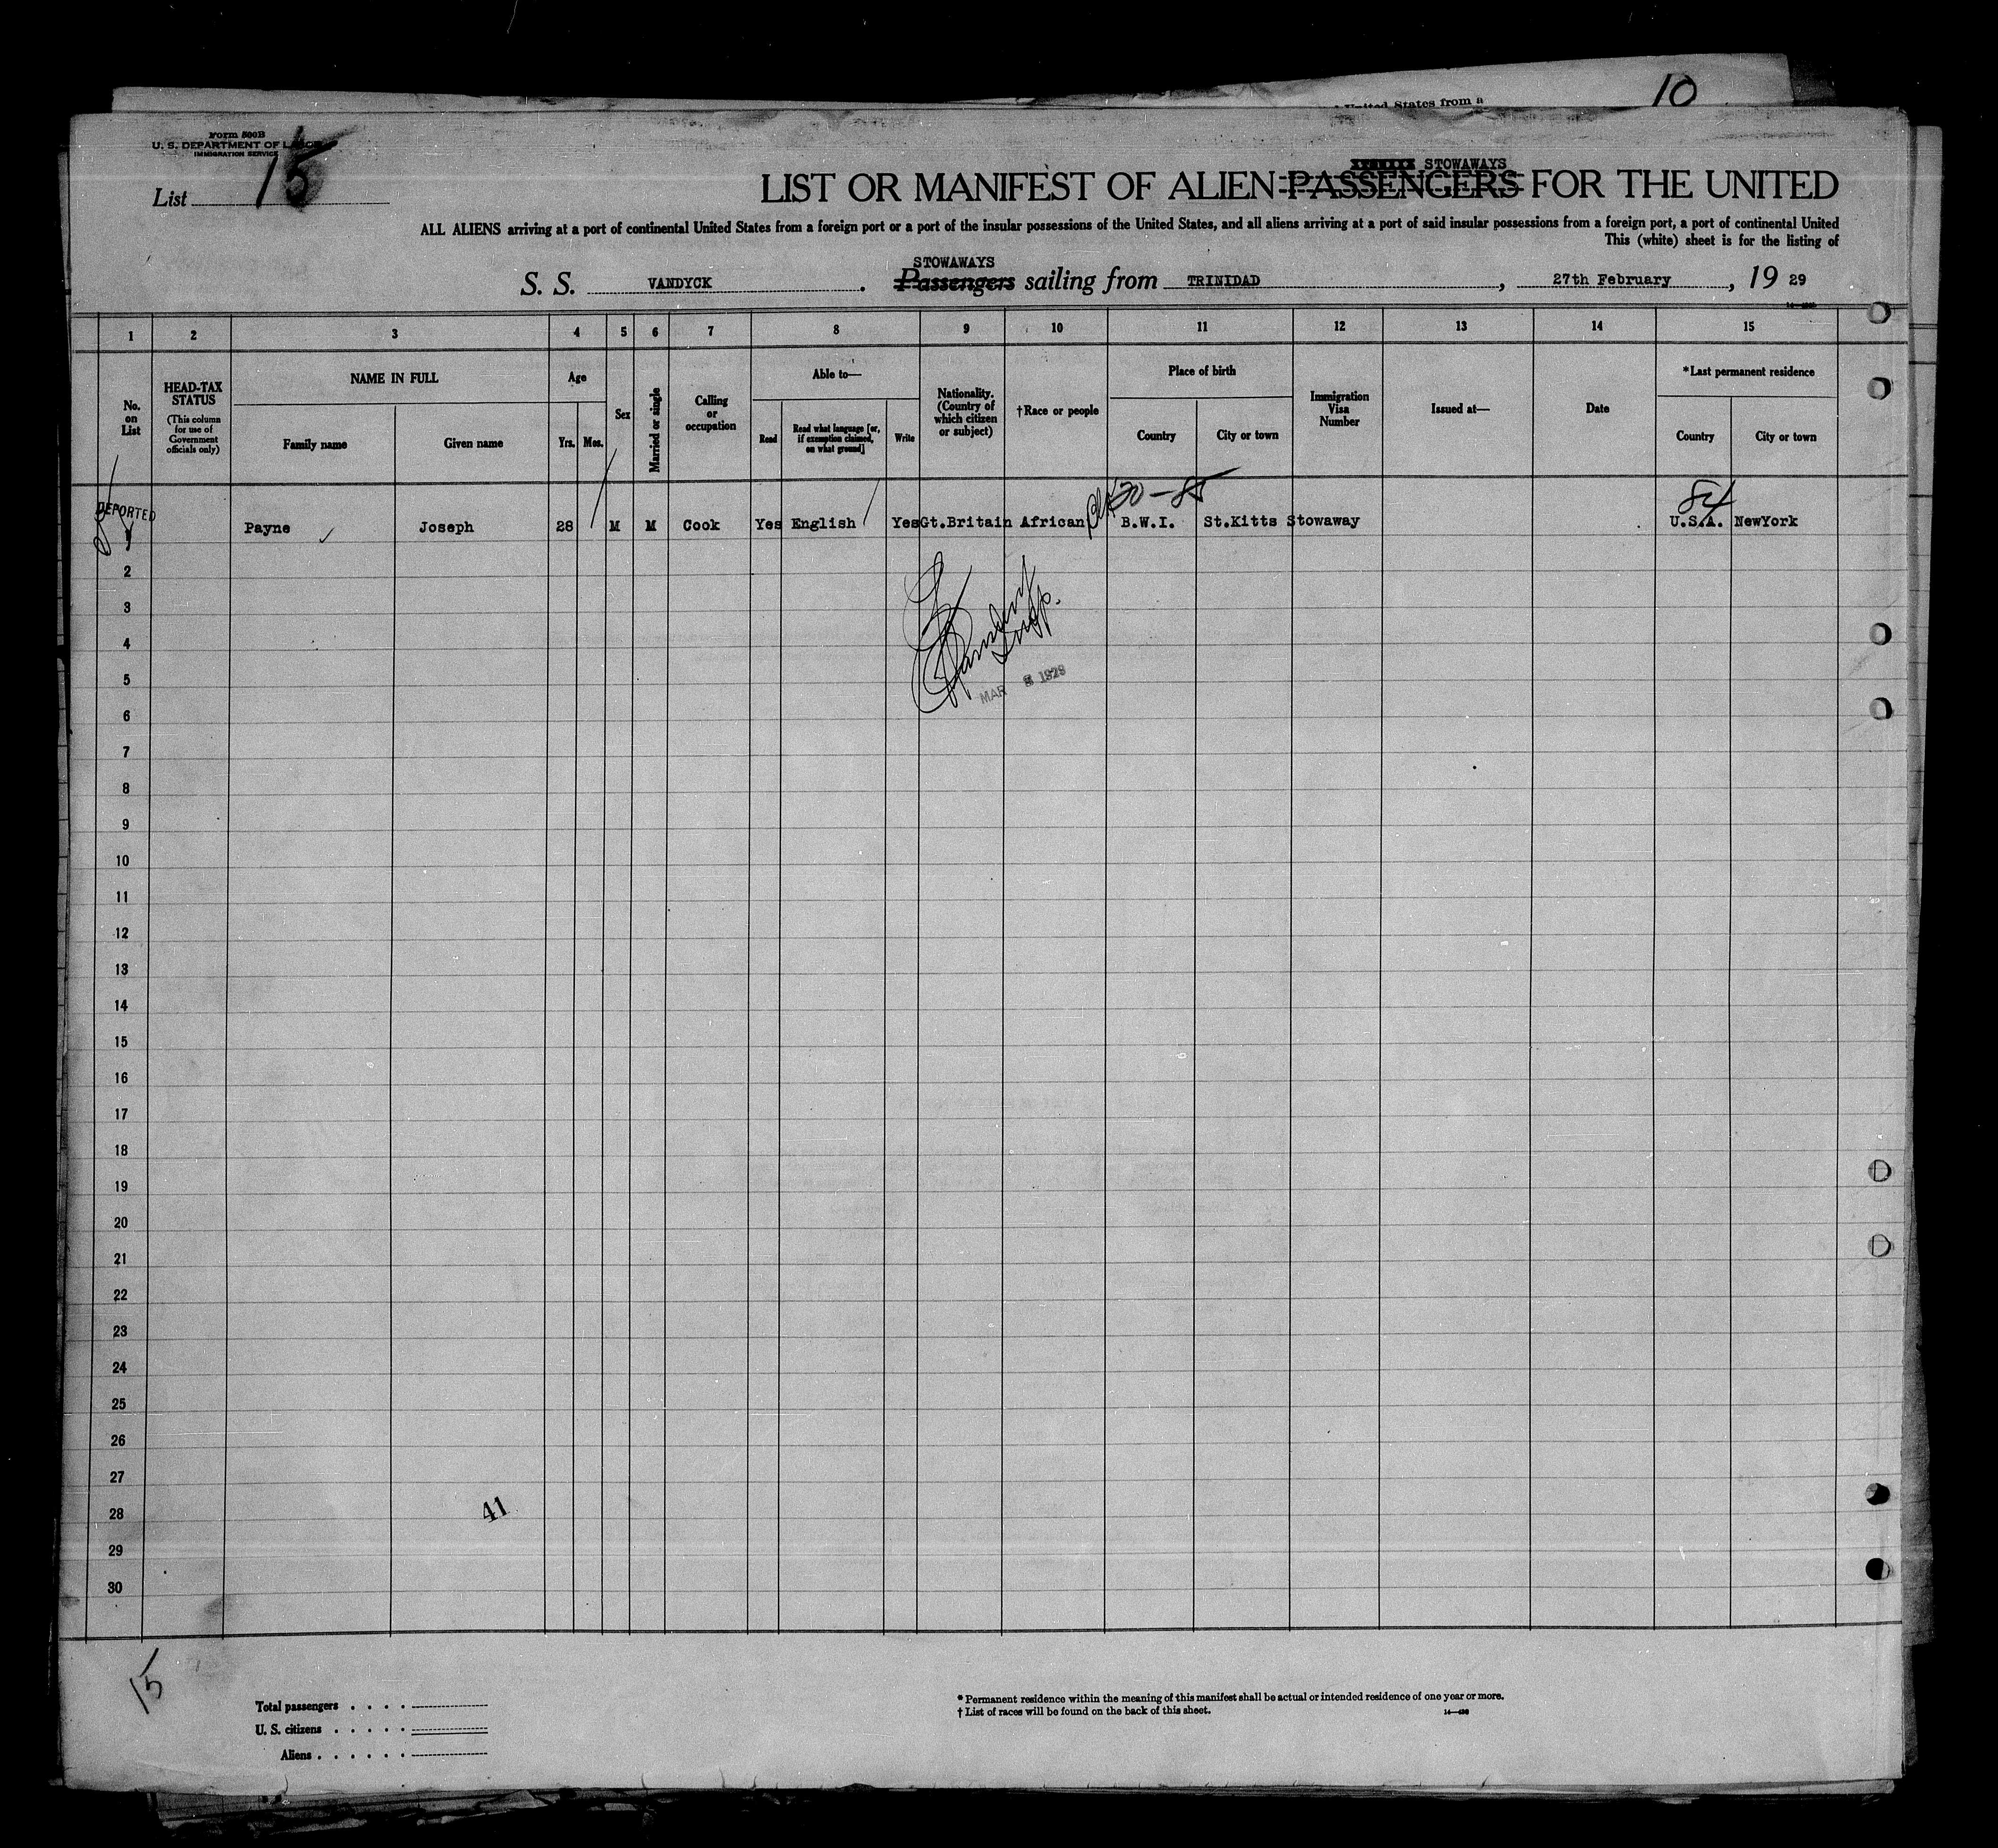 10
United States from a
Form 500B
U. S. DEPARTMENT OF LABOR
IMMIGRATION SERVICE
List 15
STOWAWAYS
LIST OR MANIFEST OF ALIEN PASSENGERS FOR THE UNITED
ALL ALIENS arriving at a port of continental United States from a foreign port or a port of the insular possessions of the United States, and all aliens arriving at a port of said insular possessions from a foreign port, a port of continental United
This (white) sheet is for the listing of
STOWAWAYS
S. S. VANDYCK . Passengers sailing from TRINIDAD , 27th February , 19 29
1 2 3 4 5 6 7 8 9 10 11 12 13 14 15
No. on List
HEAD-TAX STATUS
(This column for use of Government officials only)
NAME IN FULL
Family name
Given name
Age
Yrs.
Mos.
Sex
Married or single
Calling or occupation
Able to—
Read
Read what language [or, if exemption claimed, on what ground]
Write
Nationality. (Country of which citizen or subject)
†Race or people
Place of birth
Country
City or town
Immigration Visa Number
Issued at—
Date
*Last permanent residence
Country
City or town
DEPORTED
84
1 Payne Joseph 28 M M Cook Yes English Yes Gt.Britain African B.W.I. St.Kitts Stowaway U.S.A. NewYork
2
3
4
5
6
7
8
9
10
11
12
13
14
15
16
17
18
19
20
21
22
23
24
25
26
27
28
29
30
Insp.
MAR 8 1929
41
15
Total passengers
U. S. citizens
Aliens
* Permanent residence within the meaning of this manifest shall be actual or intended residence of one year or more.
† List of races will be found on the back of this sheet.